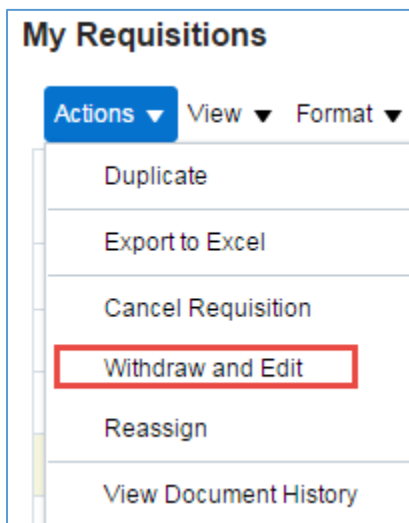 My Requisitions
Actions View Format
Duplicate
Export to Excel
Cancel Requisition
Withdraw and Edit
Reassign
View Document History